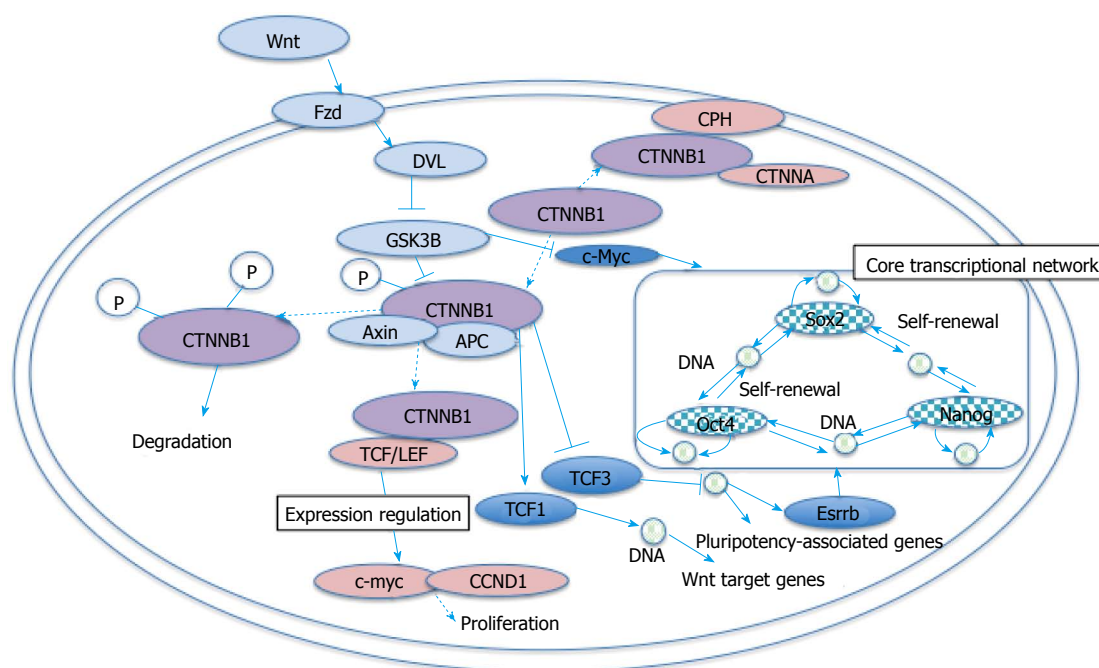 Wnt
Fzd
CPH
DVL
CTNNB1
CTNNA
CTNNB1
GSK3B
c-Myc
Core transcriptional network
P
P
P
CTNNB1
CTNNB1
Axin
APC
Sox2
Self-renewal
DNA
Self-renewal
Degradation
CTNNB1
TCF/LEF
Oct4
DNA
Nanog
TCF3
Expression regulation
TCF1
Esrrb
DNA
Pluripotency-associated genes
Wnt target genes
c-myc
CCND1
Proliferation